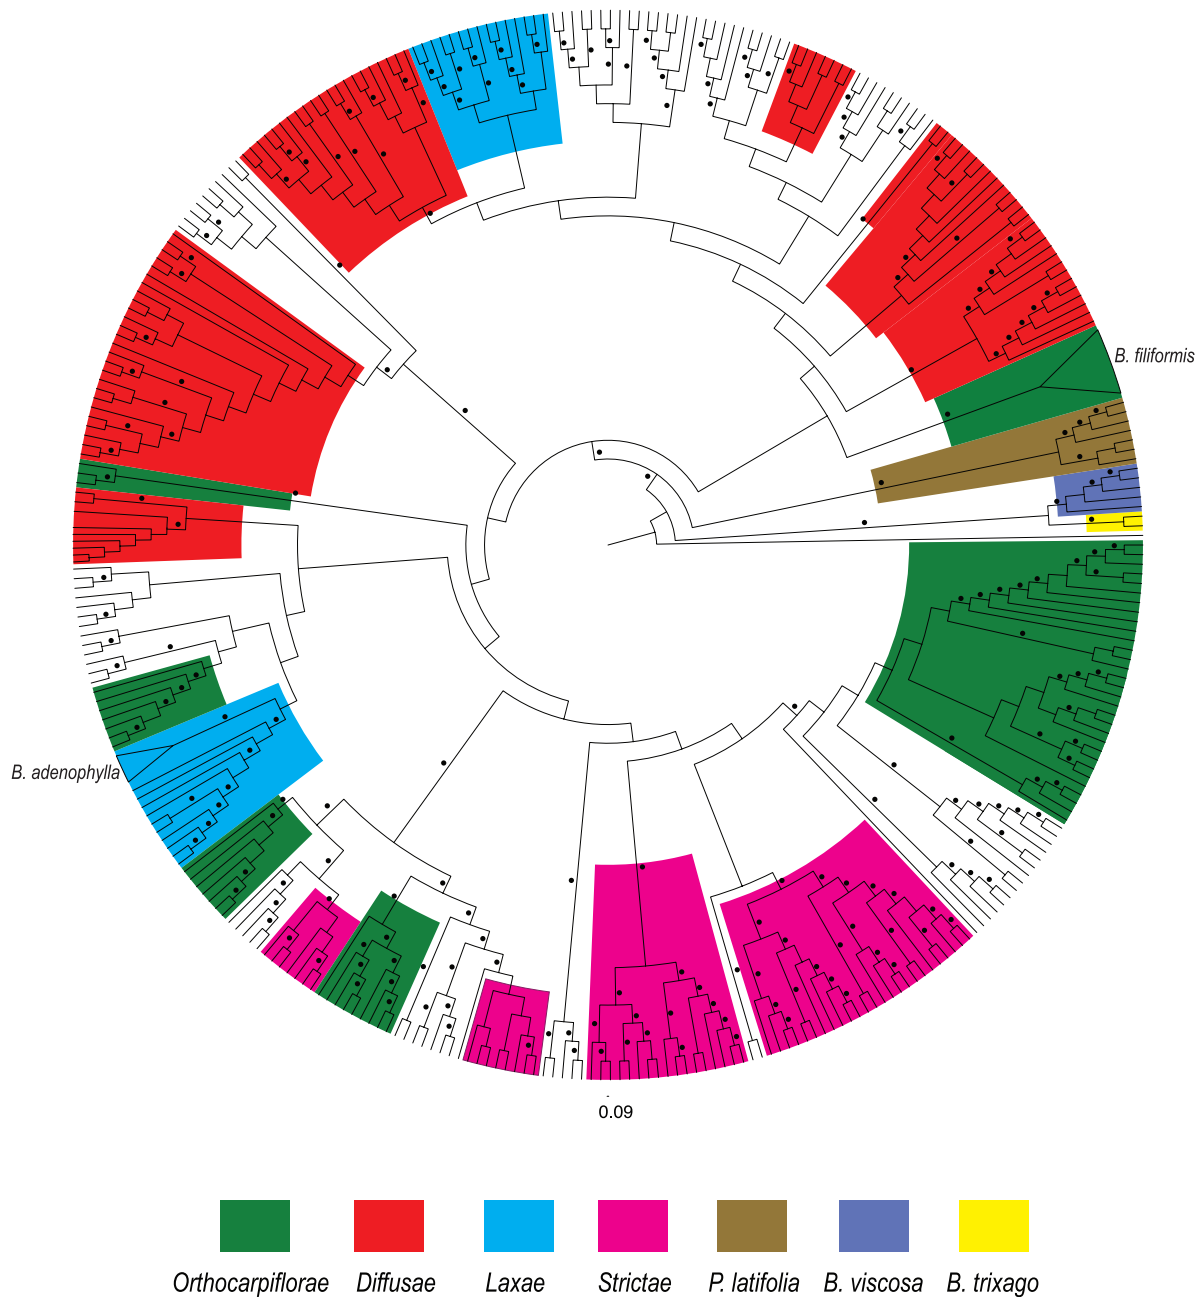 B. filiformis
B. adenophylla
0.09
Orthocarpiflorae Diffusae Laxae Strictae P. latifolia B. viscosa B. trixago